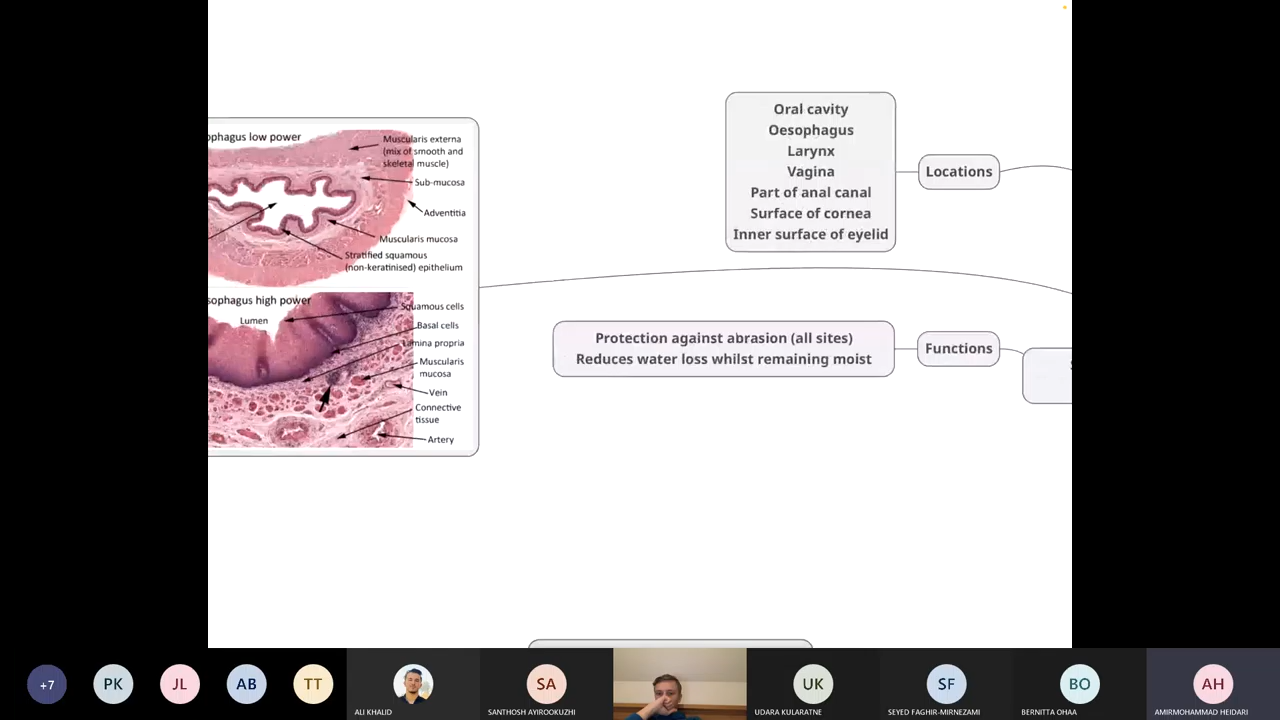 ophagus low power
Muscularis externa
(mix of smooth and
skeletal muscle)
Sub-mucosa
Adventitia
Muscularis mucosa
Stratified squamous
(non-keratinised) epithelium
sophagus high power
Lumen
Squamous cells
Basal cells
Lamina propria
Muscularis
mucosa
Vein
Connective
tissue
Artery
Oral cavity
Oesophagus
Larynx
Vagina
Part of anal canal
Surface of cornea
Inner surface of eyelid
Locations
Protection against abrasion (all sites)
Reduces water loss whilst remaining moist
Functions
+7
PK
JL
AB
TT
ALI KHALID
SA
SANTHOSH AYIROOKUZHI
UK
UDARA KULARATNE
SF
SEYED FAGHIR-MIRNEZAMI
BO
BERNITTA OHAA
AH
AMIRMOHAMMAD HEIDARI